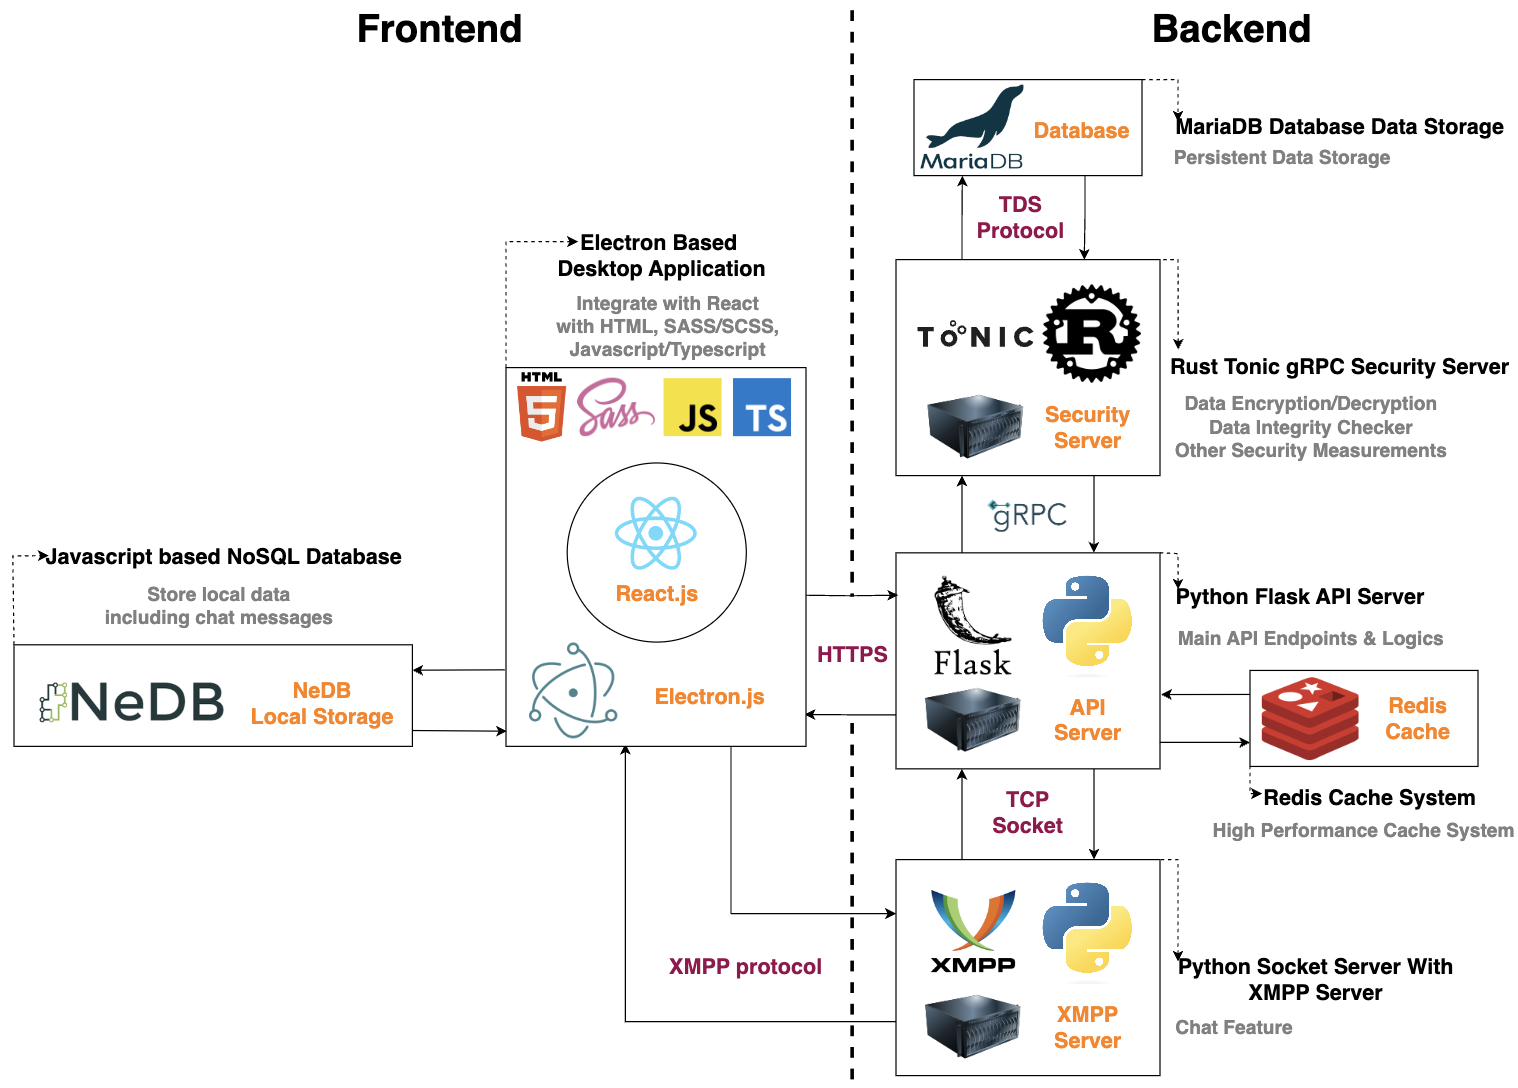 Frontend
Backend
MariaDB
Database
MariaDB Database Data Storage
Persistent Data Storage
TDS
Protocol
Electron Based
Desktop Application
Integrate with React
with HTML, SASS/SCSS,
Javascript/Typescript
TONIC
R
Security
Server
Rust Tonic gRPC Security Server
Data Encryption/Decryption
Data Integrity Checker
Other Security Measurements
HTML
5
Sass
JS
TS
gRPC
React.js
Javascript based NoSQL Database
Store local data
including chat messages
NeDB
NeDB
Local Storage
Electron.js
HTTPS
Flask
API
Server
Python Flask API Server
Main API Endpoints & Logics
Redis
Cache
Redis Cache System
High Performance Cache System
TCP
Socket
XMPP protocol
XMPP
XMPP
Server
Python Socket Server With
XMPP Server
Chat Feature